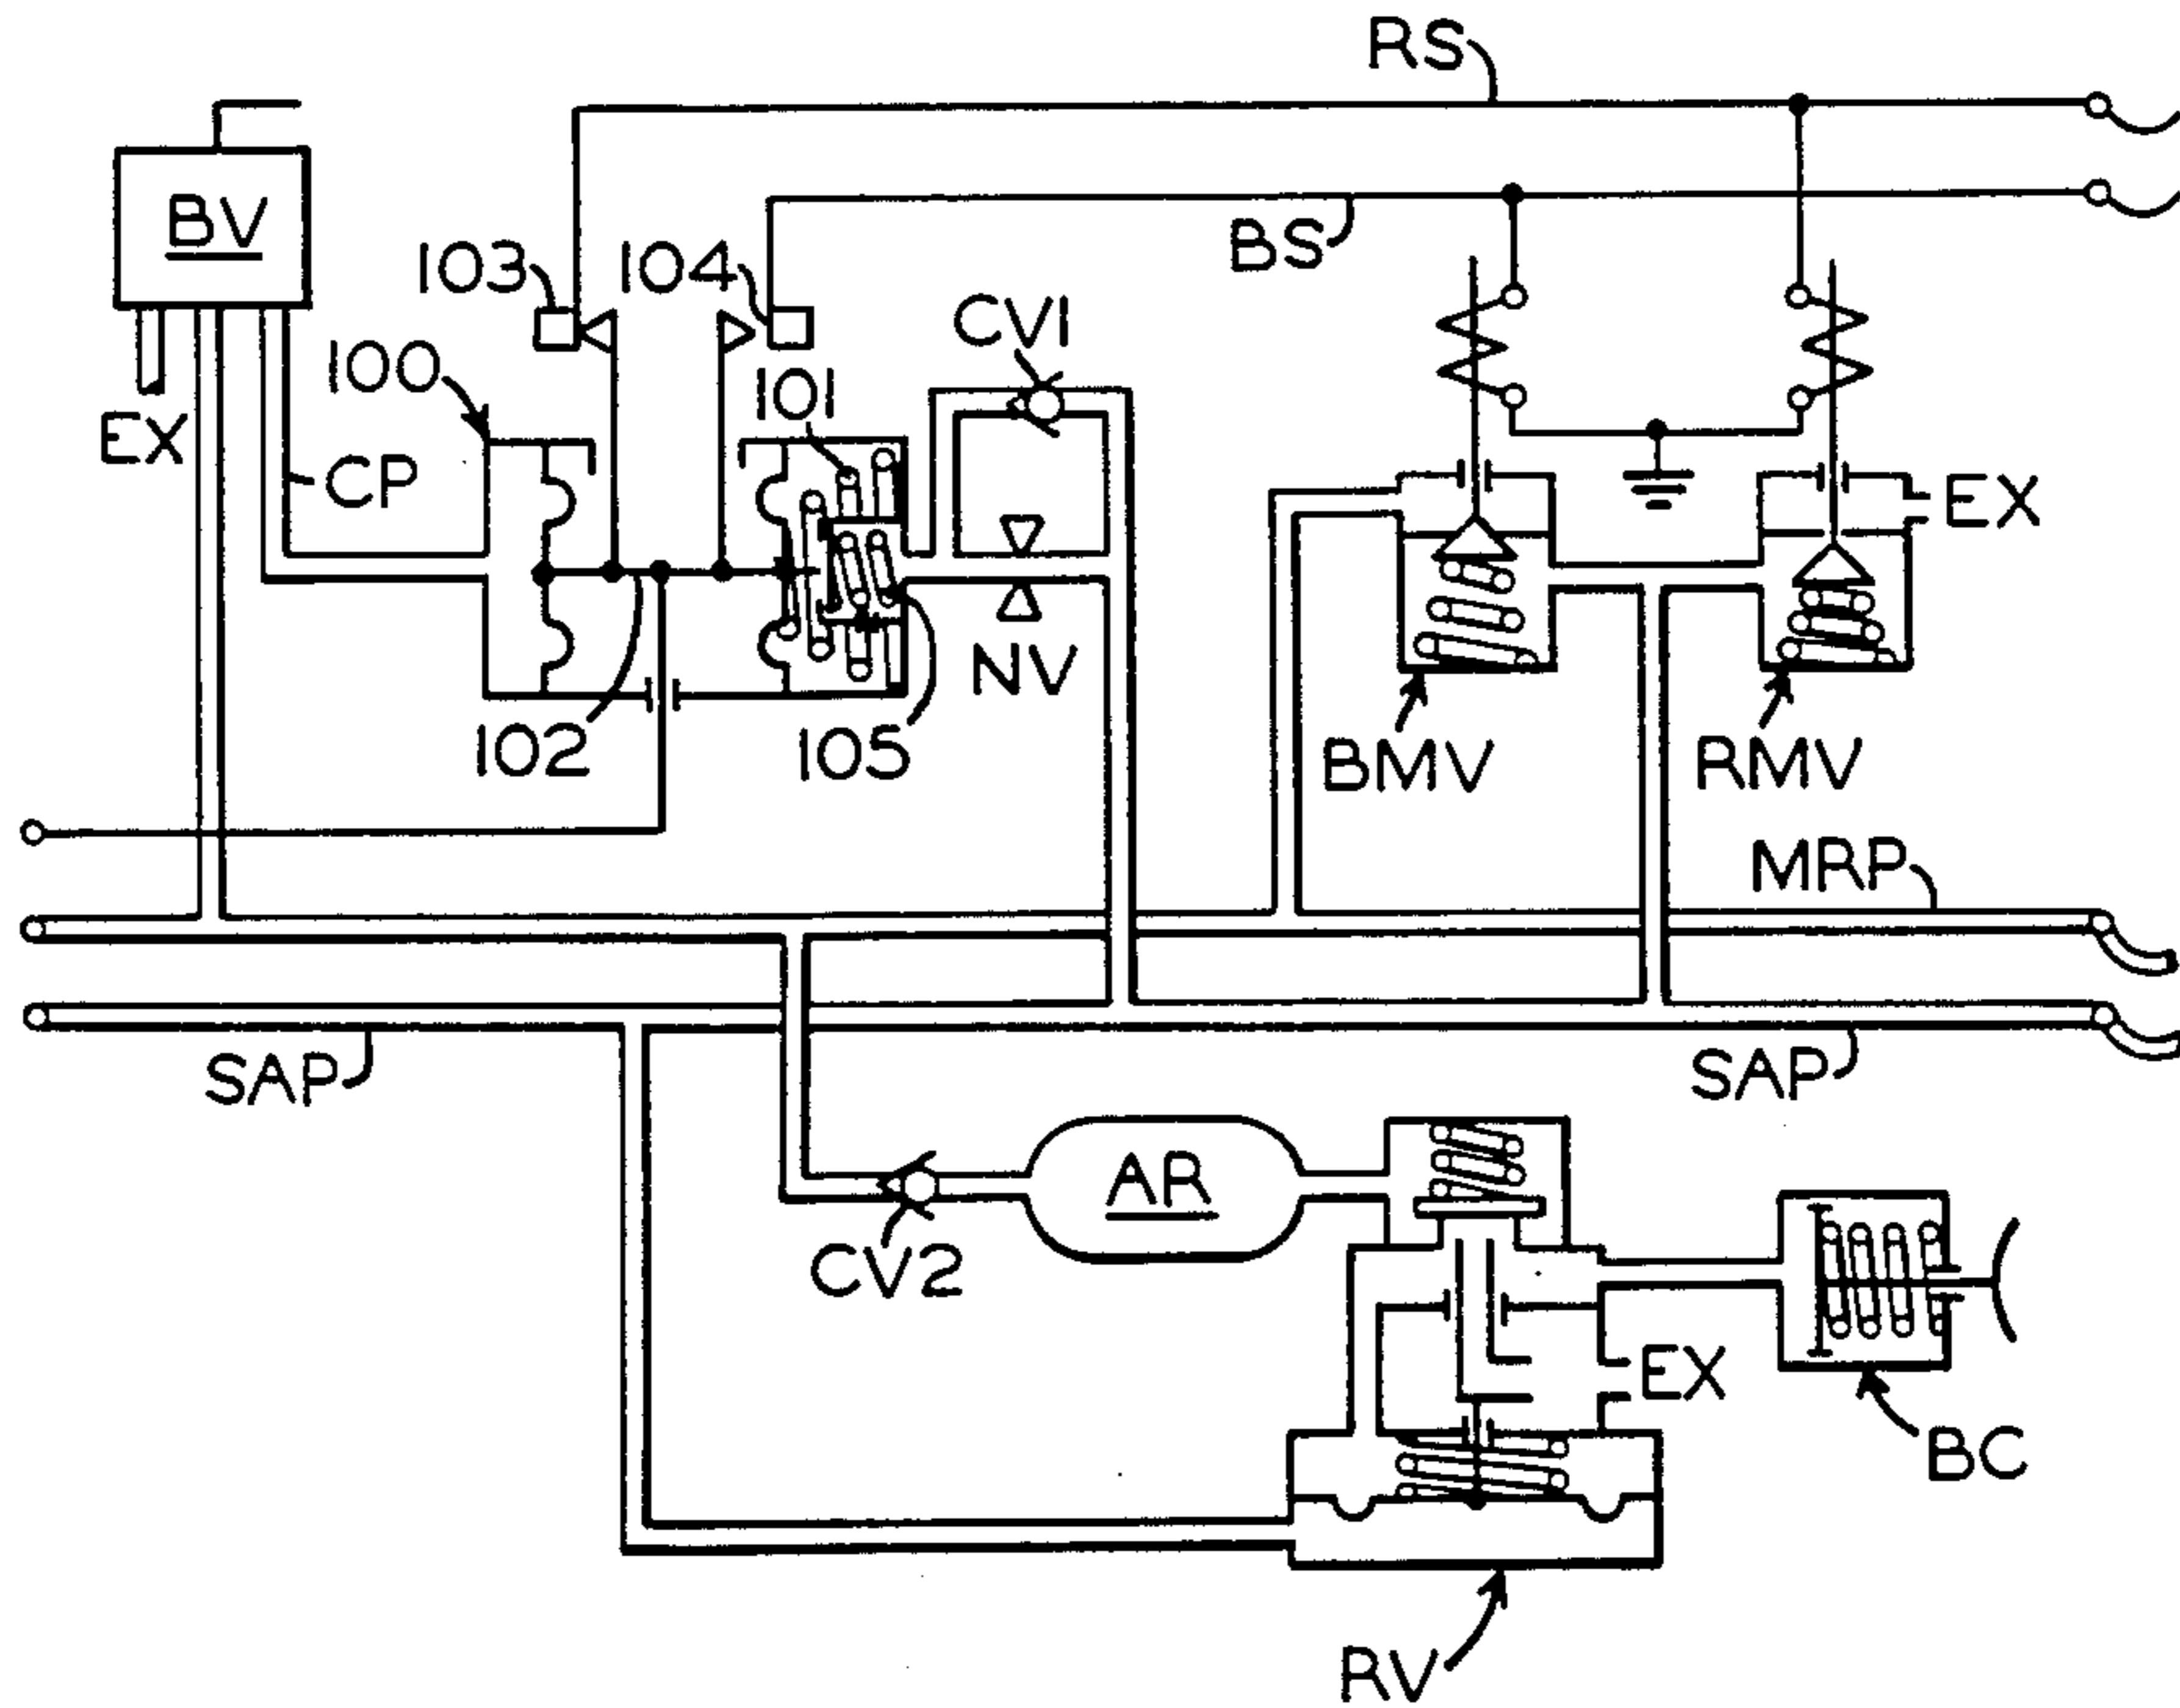 RS
BV
BS
103
104
CV1
100
101
EX
CP
EX
NV
102
105
BMV
RMV
MRP
SAP
SAP
AR
CV2
EX
BC
RV